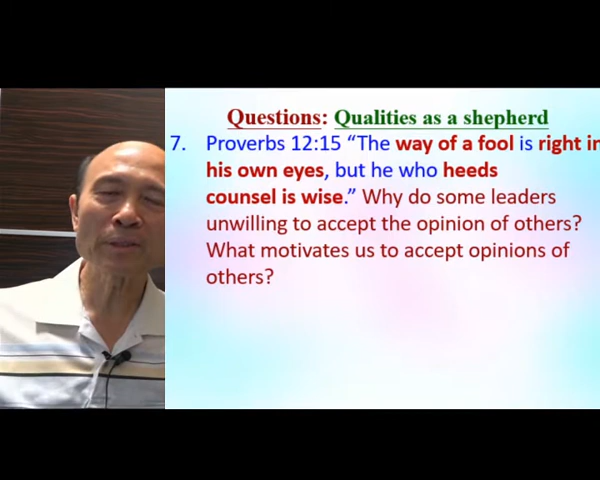 Questions: Qualities as a shepherd
7. Proverbs 12:15 “The way of a fool is right in
his own eyes, but he who heeds
counsel is wise.” Why do some leaders
unwilling to accept the opinion of others?
What motivates us to accept opinions of
others?